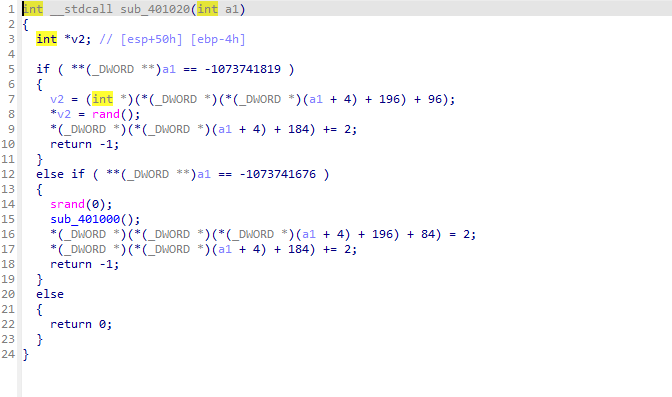 1 int __stdcall sub_401020(int a1)
2 {
3   int *v2; // [esp+50h] [ebp-4h]
4
5   if ( **(_DWORD **)a1 == -1073741819 )
6   {
7     v2 = (int *)(*(_DWORD *)(*(_DWORD *)(a1 + 4) + 196) + 96);
8     *v2 = rand();
9     *(_DWORD *)(*(_DWORD *)(a1 + 4) + 184) += 2;
10     return -1;
11   }
12   else if ( **(_DWORD **)a1 == -1073741676 )
13   {
14     srand(0);
15     sub_401000();
16     *(_DWORD *)(*(_DWORD *)(*(_DWORD *)(a1 + 4) + 196) + 84) = 2;
17     *(_DWORD *)(*(_DWORD *)(a1 + 4) + 184) += 2;
18     return -1;
19   }
20   else
21   {
22     return 0;
23   }
24 }